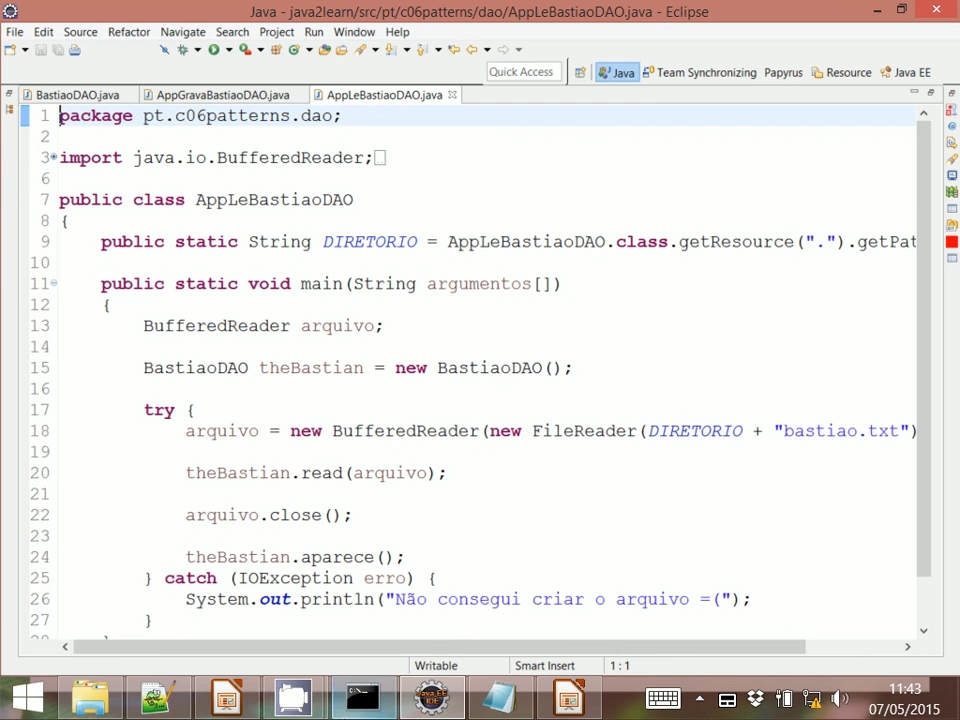 Java - java2learn/src/pt/c06patterns/dao/AppLeBastiaoDAO.java - Eclipse
File Edit Source Refactor Navigate Search Project Run Window Help
Quick Access Java Team Synchronizing Papyrus Resource Java EE
BastiaoDAO.java AppGravaBastiaoDAO.java AppLeBastiaoDAO.java
1 package pt.c06patterns.dao;
2
3 import java.io.BufferedReader;
6
7 public class AppLeBastiaoDAO
8 {
9 public static String DIRETORIO = AppLeBastiaoDAO.class.getResource(".").getPat
10
11 public static void main(String argumentos[])
12 {
13 BufferedReader arquivo;
14
15 BastiaoDAO theBastian = new BastiaoDAO();
16
17 try {
18 arquivo = new BufferedReader(new FileReader(DIRETORIO + "bastiao.txt")
19
20 theBastian.read(arquivo);
21
22 arquivo.close();
23
24 theBastian.aparece();
25 } catch (IOException erro) {
26 System.out.println("Não consegui criar o arquivo =(");
27 }
28 }
Writable Smart Insert 1 : 1
Java EE IDE
11:43
07/05/2015